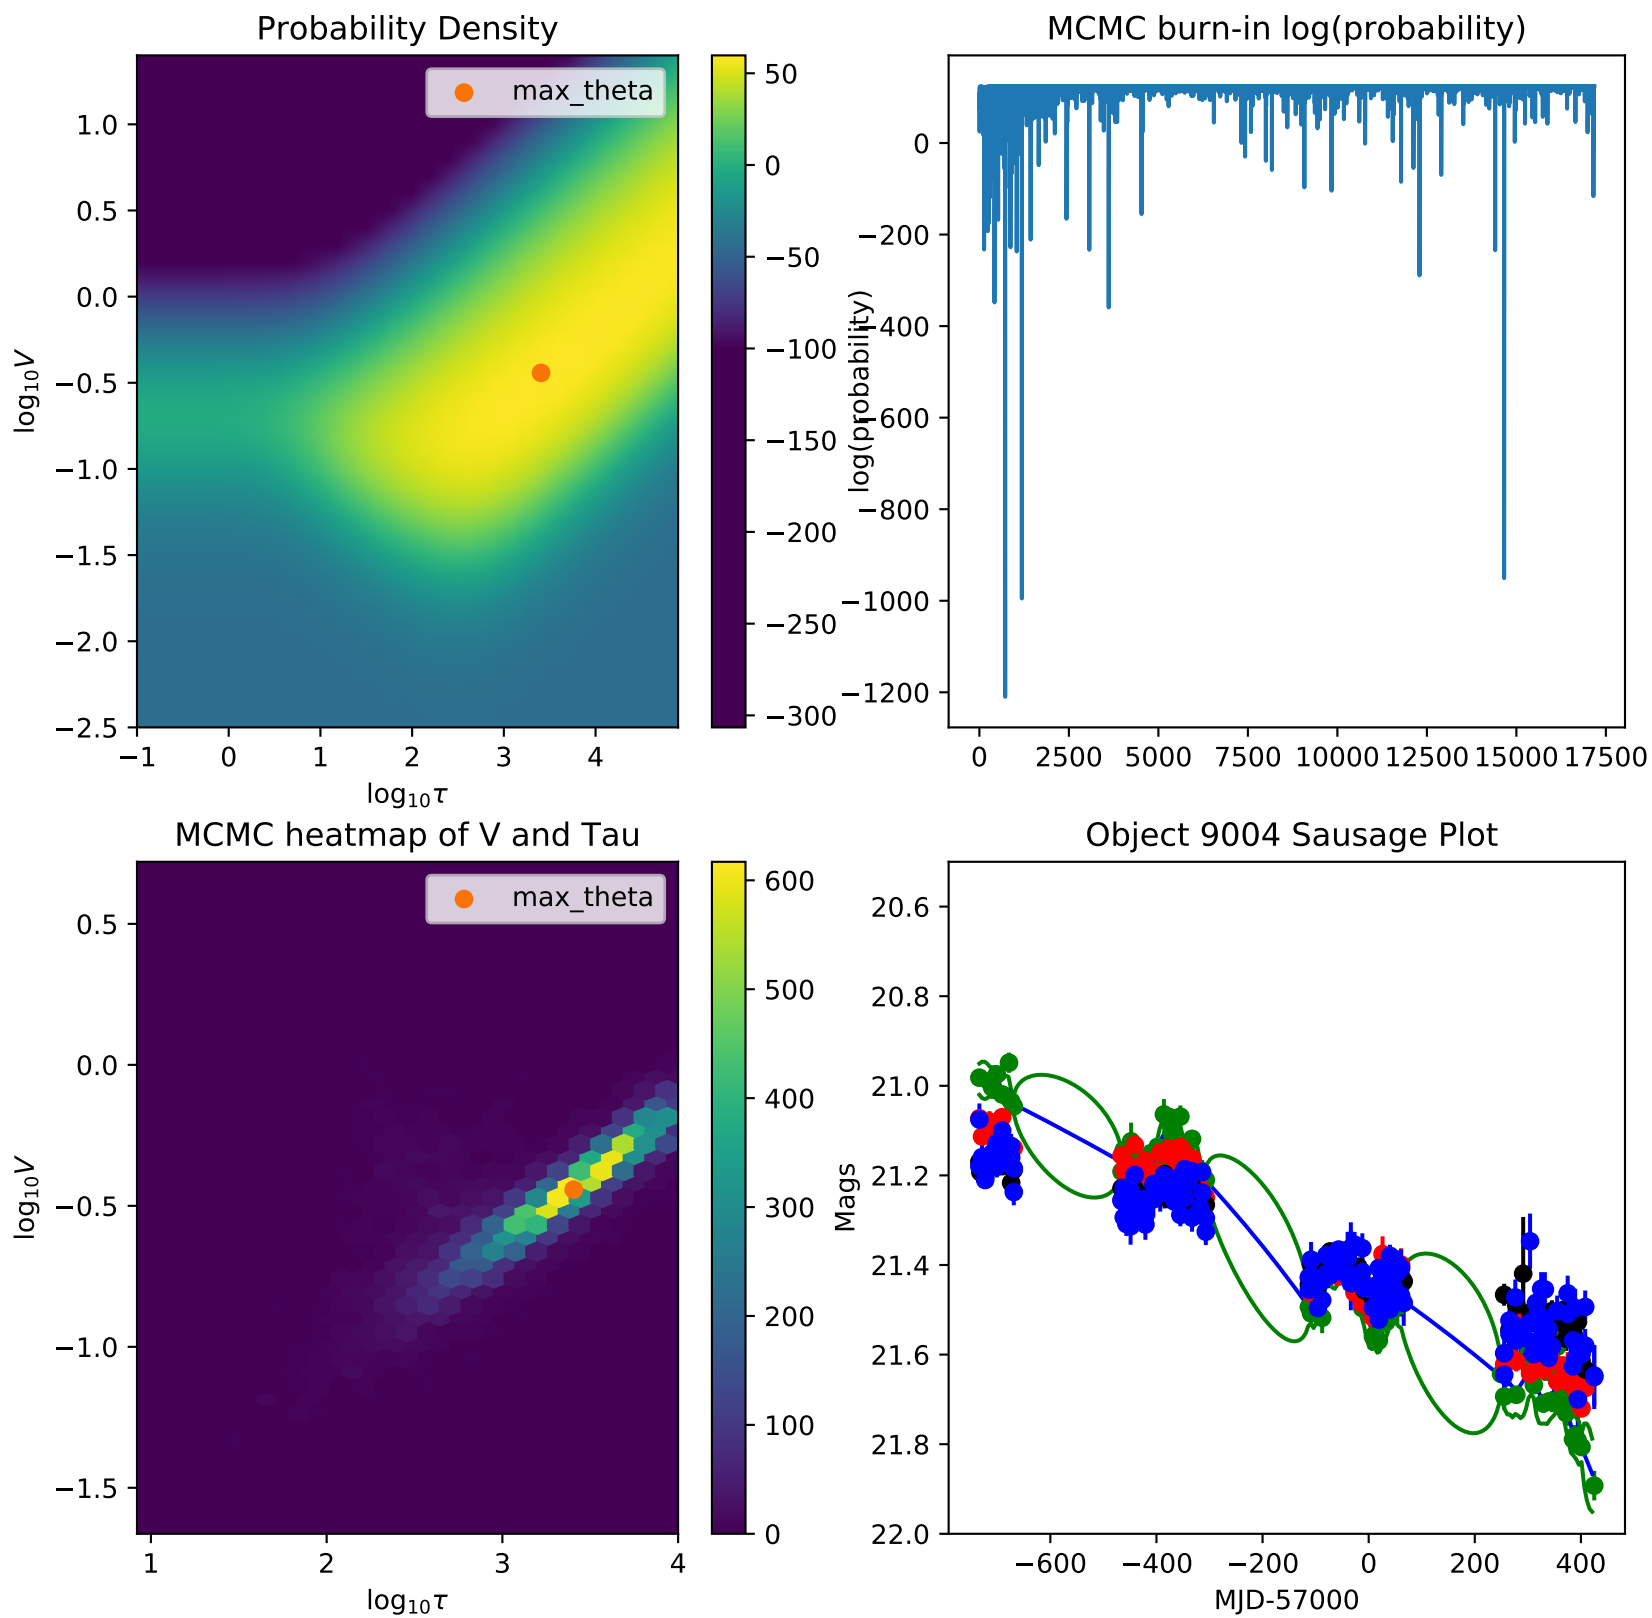 Probability Density
max_theta
1.0
0.5
0.0
−0.5
−1.0
−1.5
−2.0
−2.5
log₁₀V
−1 0 1 2 3 4
log₁₀τ
50
0
−50
−100
−150
−200
−250
−300
MCMC burn-in log(probability)
0
−200
−400
−600
−800
−1000
−1200
log(probability)
0 2500 5000 7500 10000 12500 15000 17500
MCMC heatmap of V and Tau
max_theta
0.5
0.0
−0.5
−1.0
−1.5
log₁₀V
1 2 3 4
log₁₀τ
600
500
400
300
200
100
0
Object 9004 Sausage Plot
20.6
20.8
21.0
21.2
21.4
21.6
21.8
22.0
Mags
−600 −400 −200 0 200 400
MJD-57000